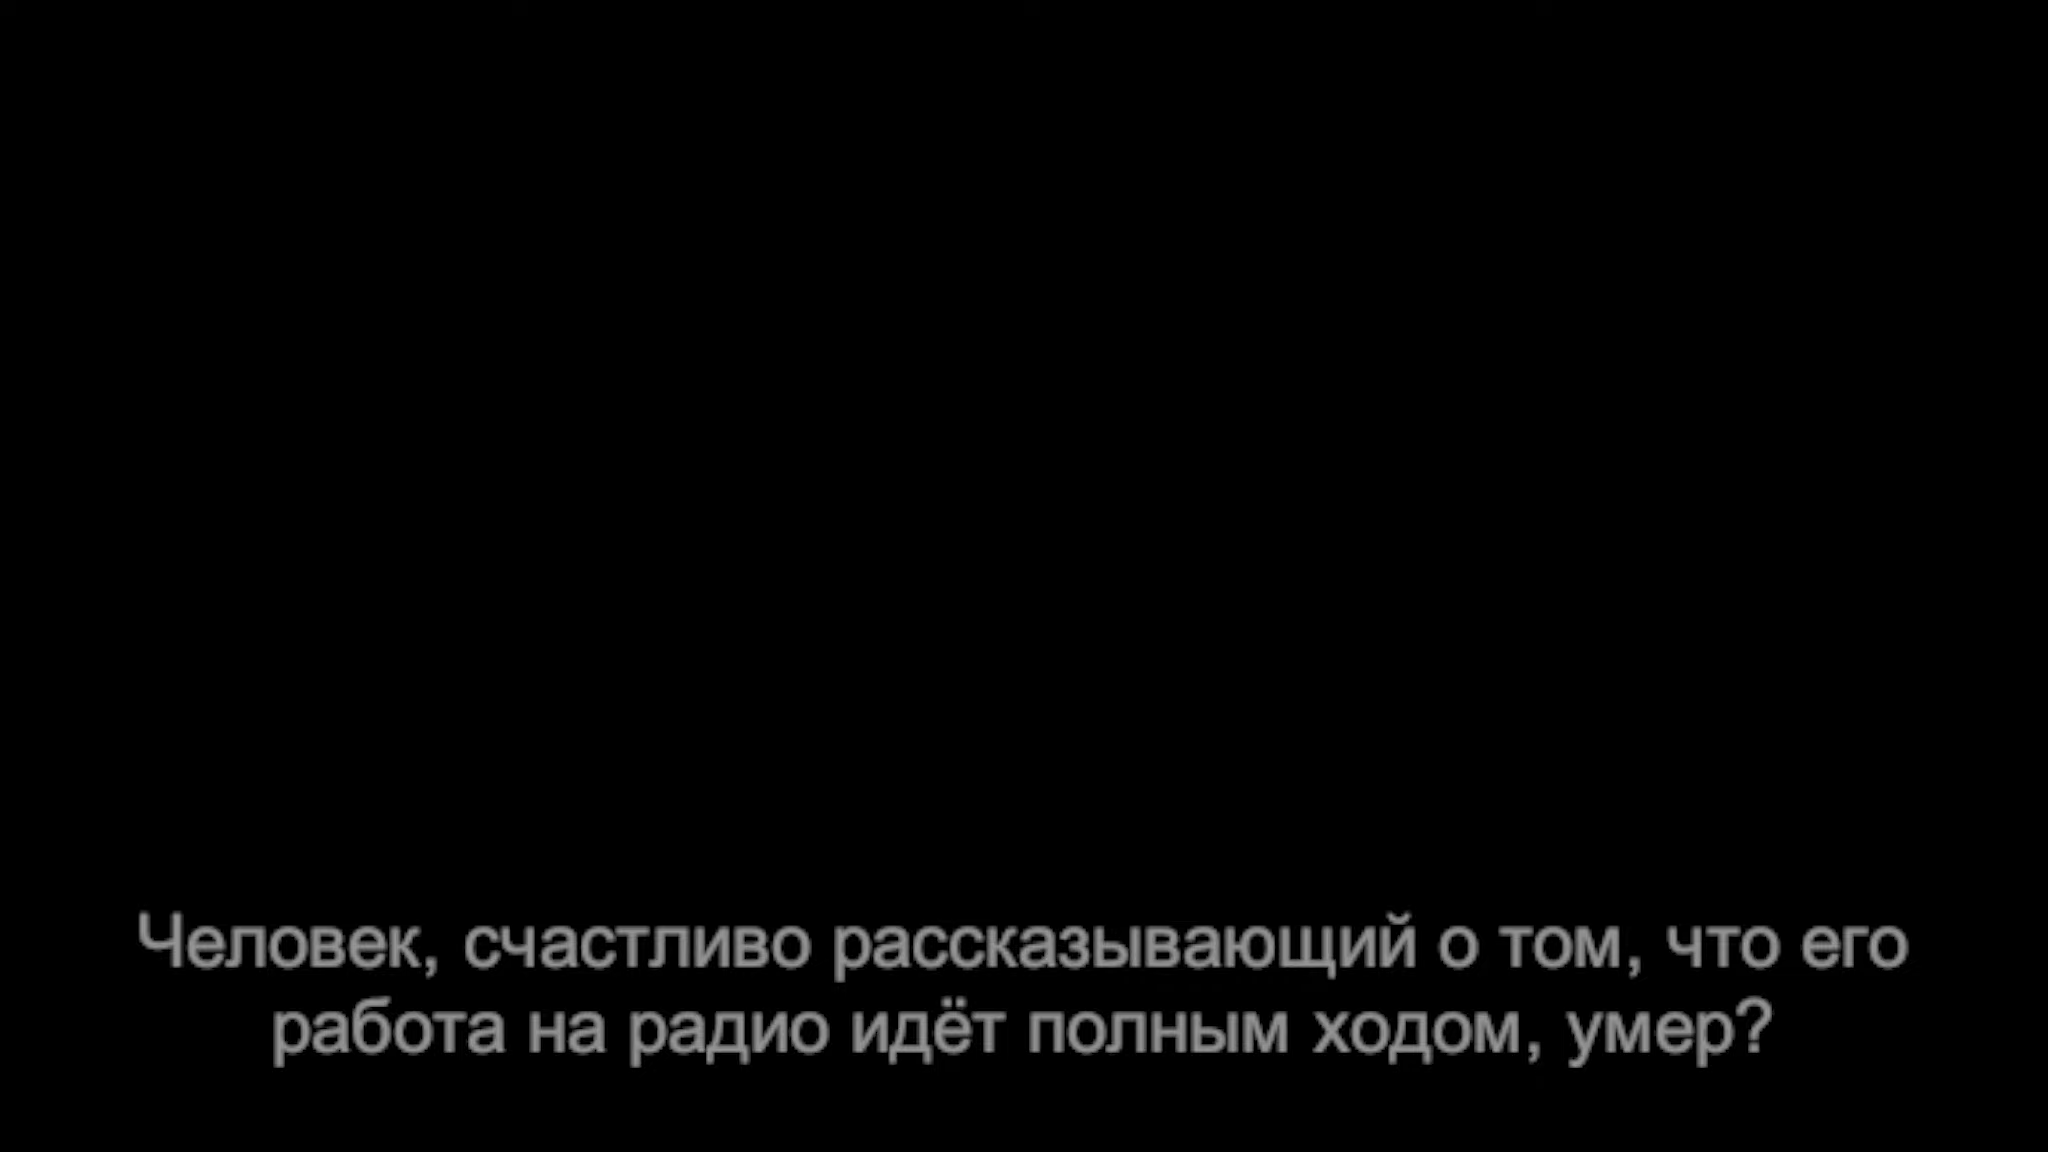 Человек, счастливо рассказывающий о том, что его
работа на радио идёт полным ходом, умер?